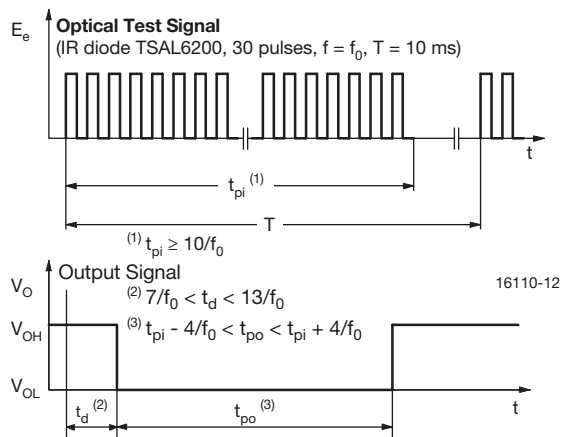 E_e
Optical Test Signal
(IR diode TSAL6200, 30 pulses, f = f_0, T = 10 ms)
t
t_pi (1)
T
(1) t_pi ≥ 10/f_0
V_O
Output Signal
16110-12
(2) 7/f_0 < t_d < 13/f_0
V_OH
(3) t_pi - 4/f_0 < t_po < t_pi + 4/f_0
V_OL
t_d (2)
t_po (3)
t